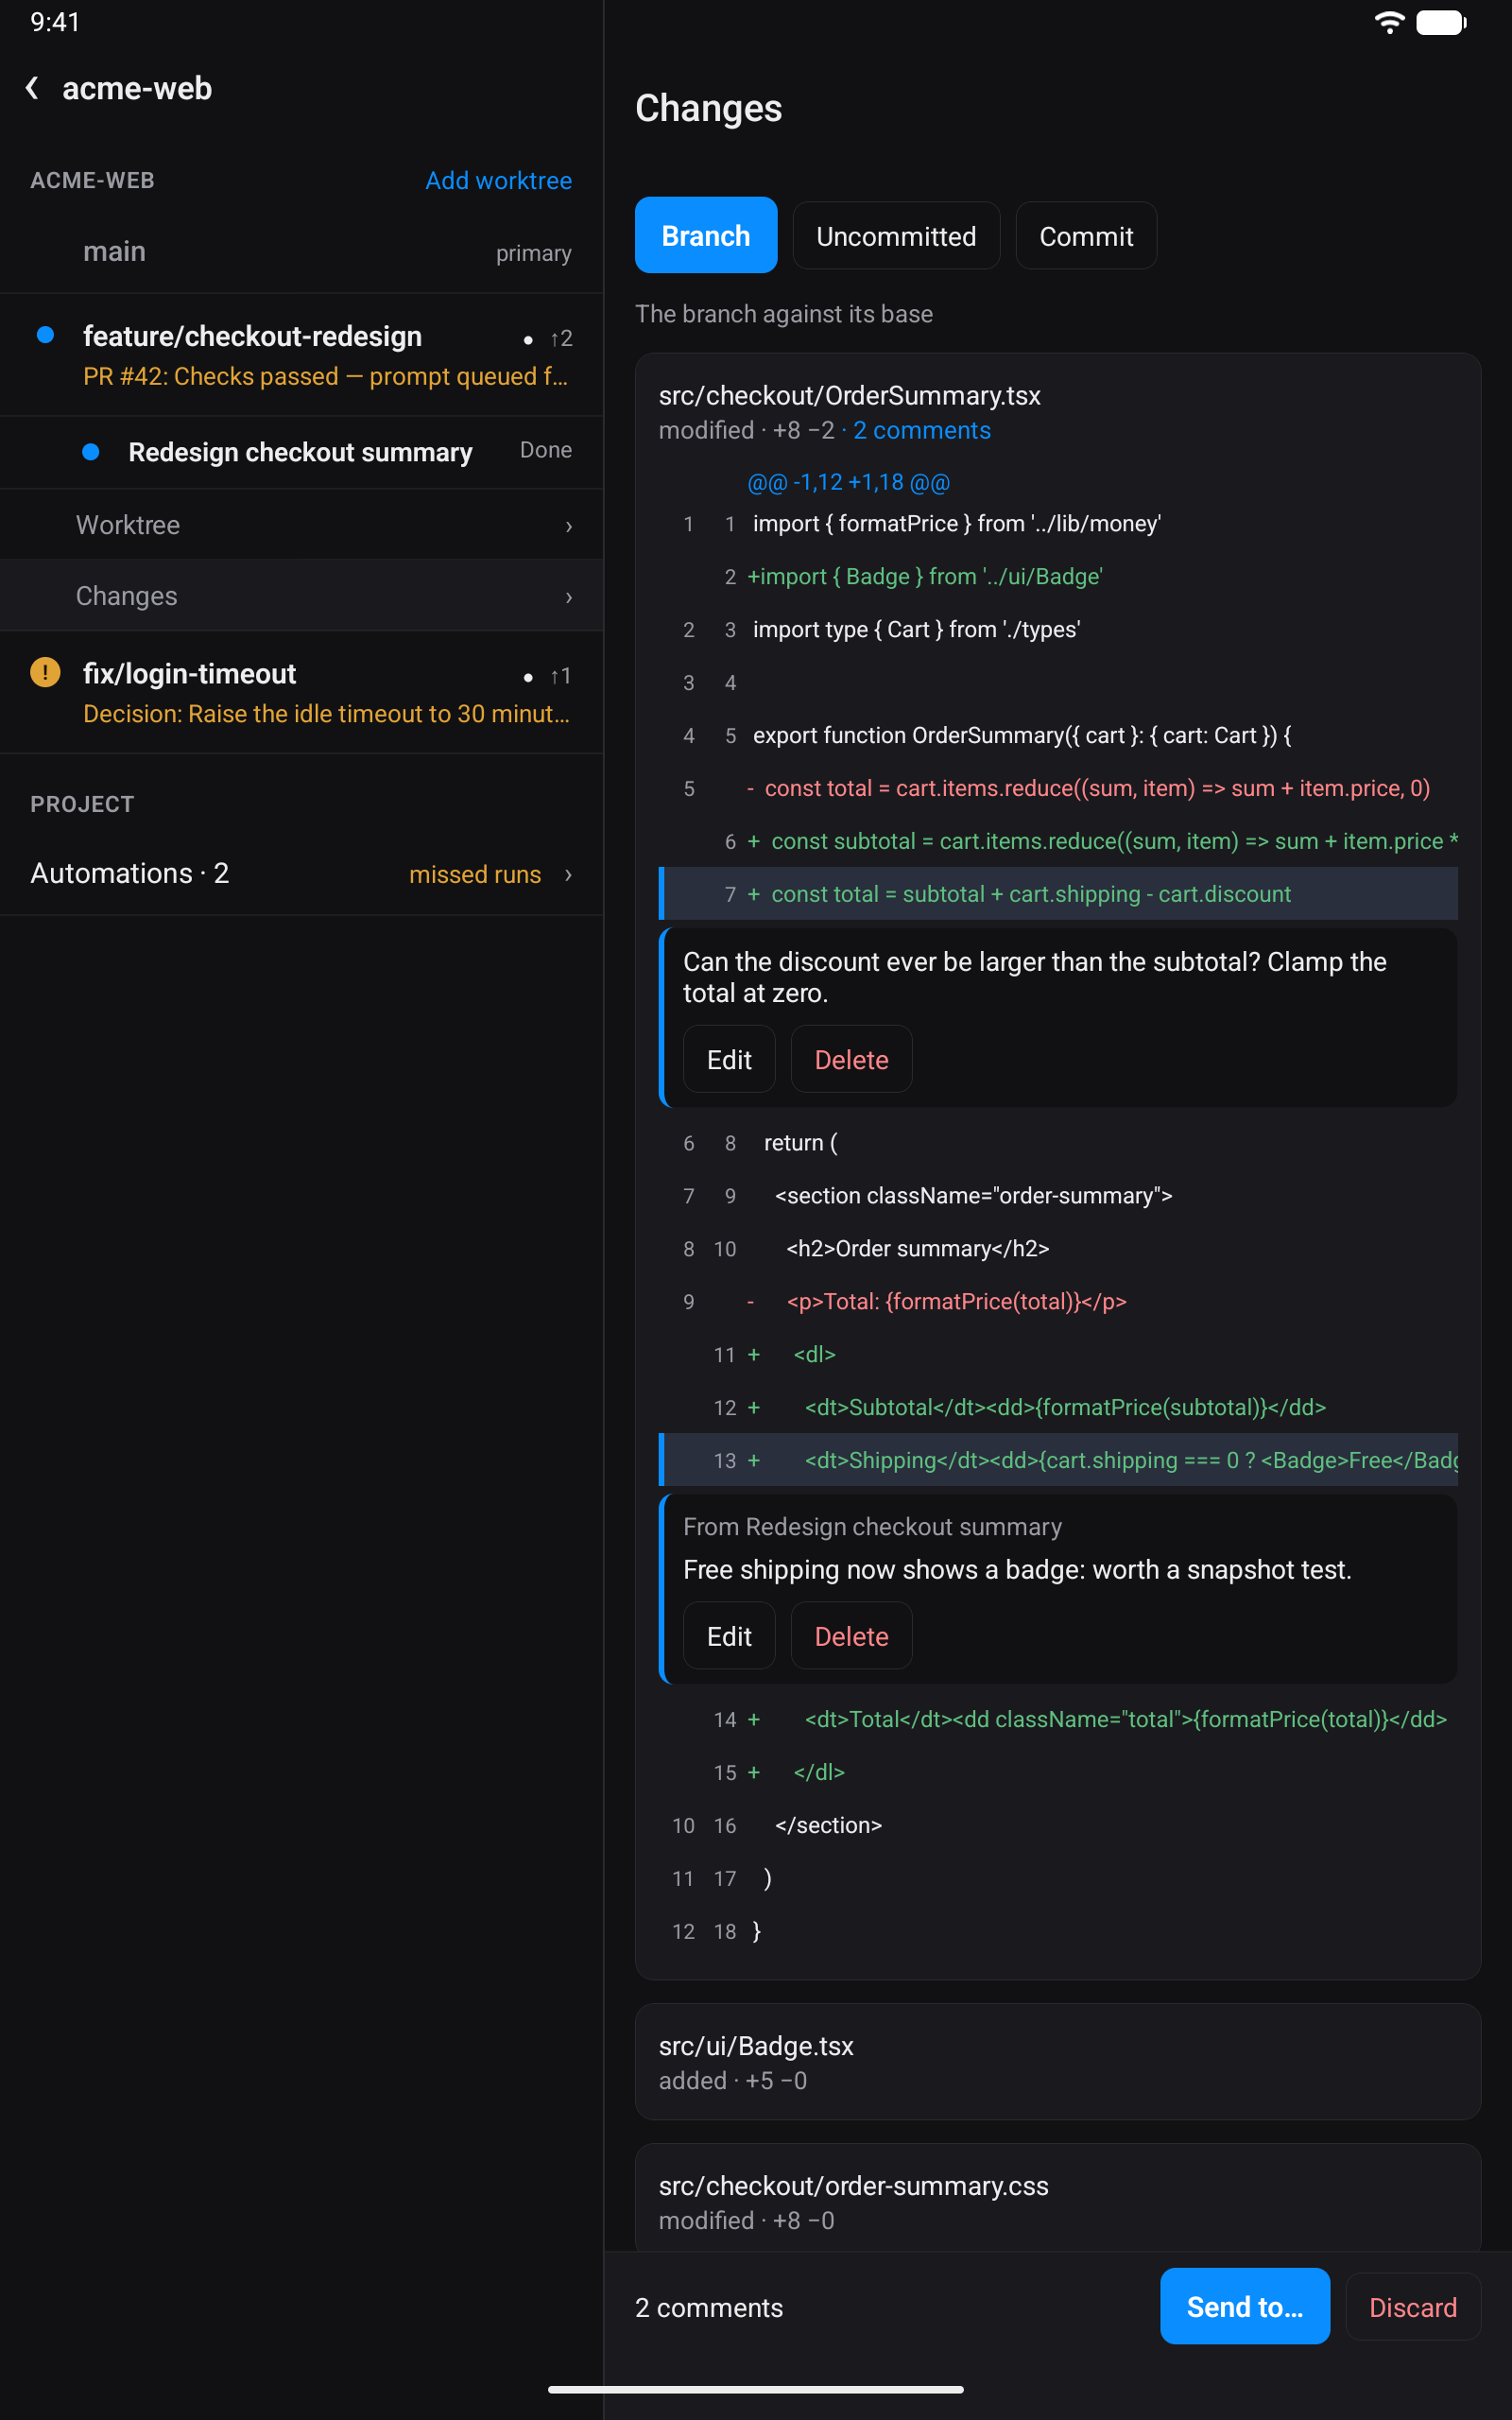 9:41
acme-web
ACME-WEB
Add worktree
main
primary
feature/checkout-redesign
● ↑2
PR #42: Checks passed — prompt queued f…
Redesign checkout summary
Done
Worktree
›
Changes
›
!
fix/login-timeout
● ↑1
Decision: Raise the idle timeout to 30 minut…
PROJECT
Automations · 2
missed runs ›
Changes
Branch
Uncommitted
Commit
The branch against its base
src/checkout/OrderSummary.tsx
modified · +8 −2 · 2 comments
@@ -1,12 +1,18 @@
1 1 import { formatPrice } from '../lib/money'
2 +import { Badge } from '../ui/Badge'
2 3 import type { Cart } from './types'
3 4
4 5 export function OrderSummary({ cart }: { cart: Cart }) {
5 - const total = cart.items.reduce((sum, item) => sum + item.price, 0)
6 + const subtotal = cart.items.reduce((sum, item) => sum + item.price *
7 + const total = subtotal + cart.shipping - cart.discount
Can the discount ever be larger than the subtotal? Clamp the
total at zero.
Edit
Delete
6 8 return (
7 9 <section className="order-summary">
8 10 <h2>Order summary</h2>
9 - <p>Total: {formatPrice(total)}</p>
11 + <dl>
12 + <dt>Subtotal</dt><dd>{formatPrice(subtotal)}</dd>
13 + <dt>Shipping</dt><dd>{cart.shipping === 0 ? <Badge>Free</Badg
From Redesign checkout summary
Free shipping now shows a badge: worth a snapshot test.
Edit
Delete
14 + <dt>Total</dt><dd className="total">{formatPrice(total)}</dd>
15 + </dl>
10 16 </section>
11 17 )
12 18 }
src/ui/Badge.tsx
added · +5 −0
src/checkout/order-summary.css
modified · +8 −0
2 comments
Send to…
Discard